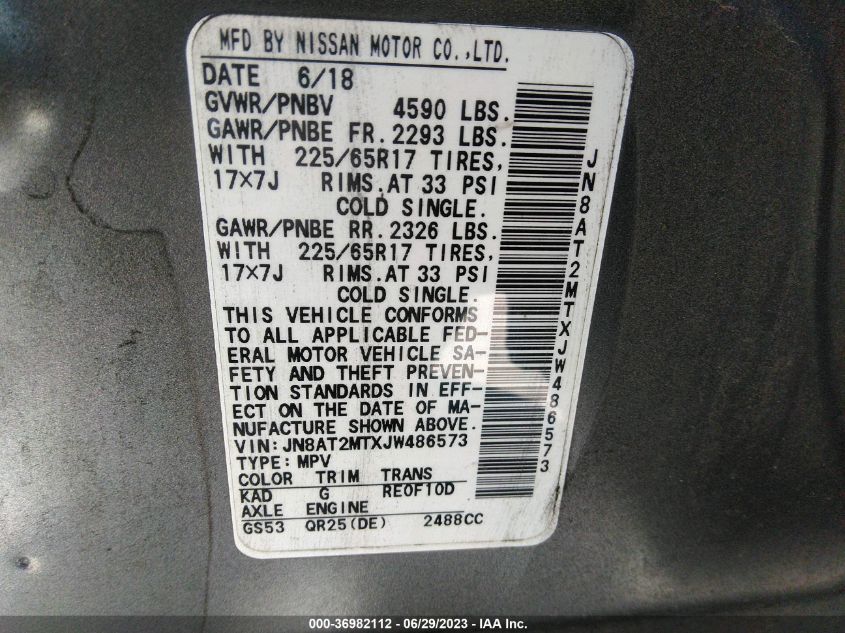 MFD BY NISSAN MOTOR CO.,LTD.
DATE 6/18
GVWR/PNBV 4590 LBS.
GAWR/PNBE FR.2293 LBS.
WITH 225/65R17 TIRES,
17×7J RIMS.AT 33 PSI
COLD SINGLE.
GAWR/PNBE RR.2326 LBS.
WITH 225/65R17 TIRES,
17×7J RIMS.AT 33 PSI
COLD SINGLE.
THIS VEHICLE CONFORMS
TO ALL APPLICABLE FED-
ERAL MOTOR VEHICLE SA-
FETY AND THEFT PREVEN-
TION STANDARDS IN EFF-
ECT ON THE DATE OF MA-
NUFACTURE SHOWN ABOVE.
VIN:JN8AT2MTXJW486573
TYPE:MPV
COLOR TRIM TRANS
KAD G RE0F10D
AXLE ENGINE
GS53 QR25(DE) 2488CC
JN8AT2MTXJW486573
000-36982112 - 06/29/2023 - IAA Inc.